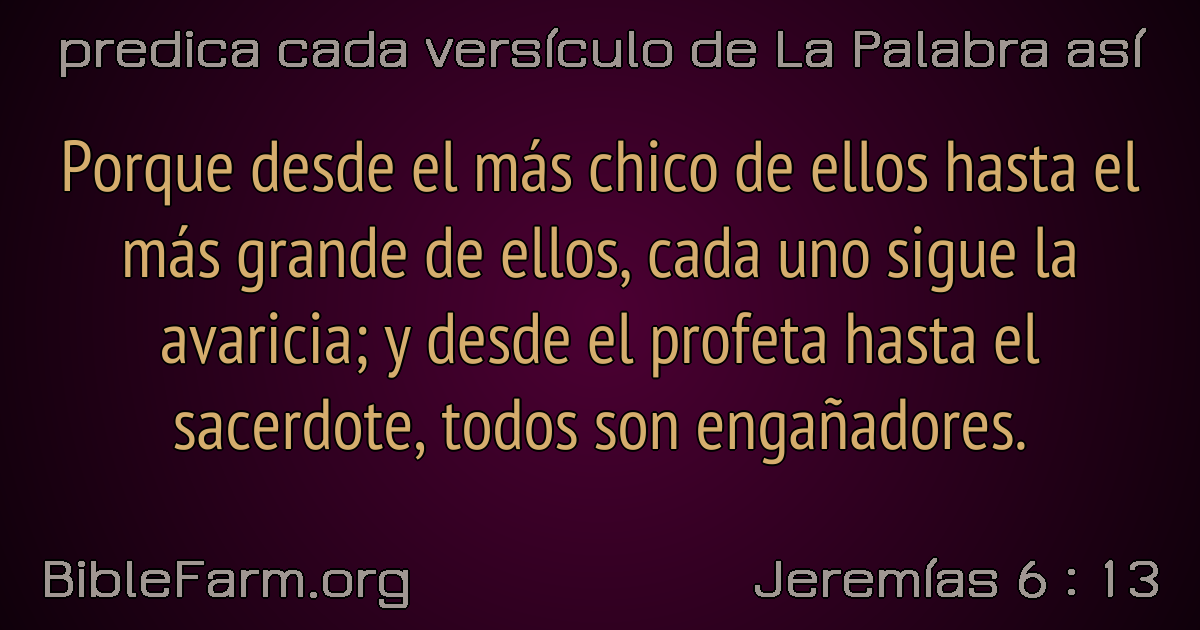 predica cada versículo de La Palabra así
Porque desde el más chico de ellos hasta el
más grande de ellos, cada uno sigue la
avaricia; y desde el profeta hasta el
sacerdote, todos son engañadores.
BibleFarm.org
Jeremías 6 : 13